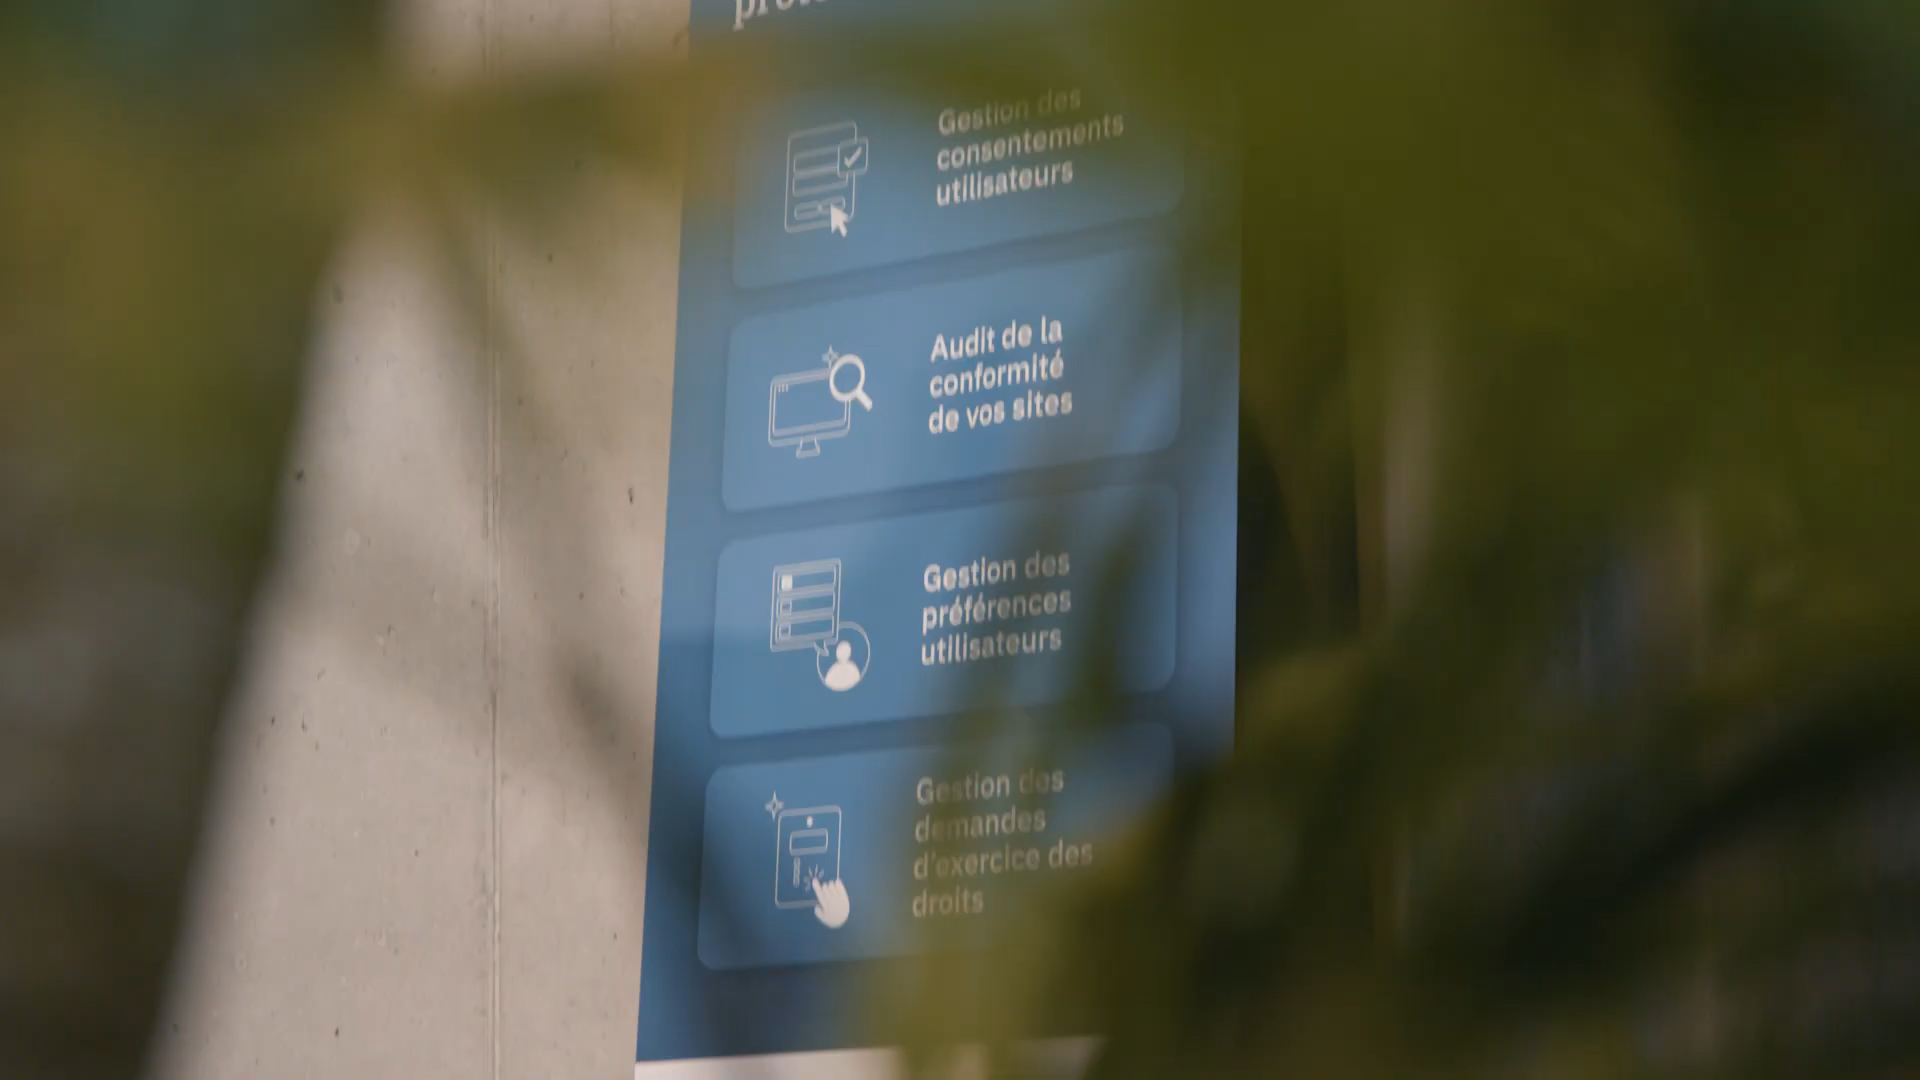 Gestion des
consentements
utilisateurs
Audit de la
conformité
de vos sites
Gestion des
préférences
utilisateurs
Gestion des
demandes
d'exercice des
droits